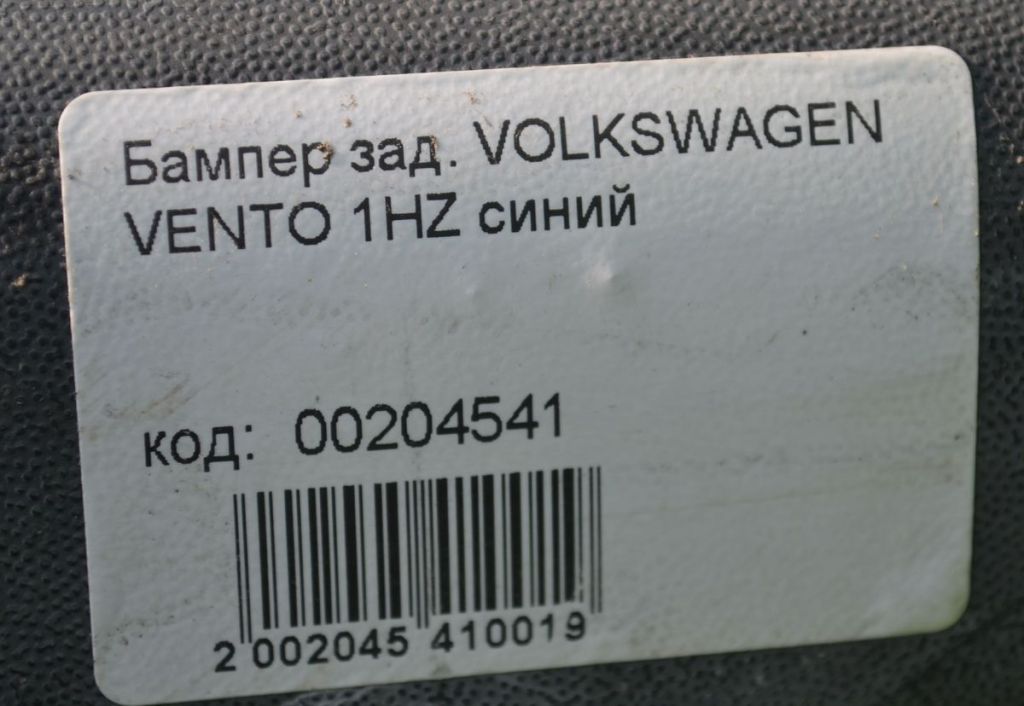 Бампер зад. VOLKSWAGEN
VENTO 1HZ синий
код: 00204541
2 002045 410019